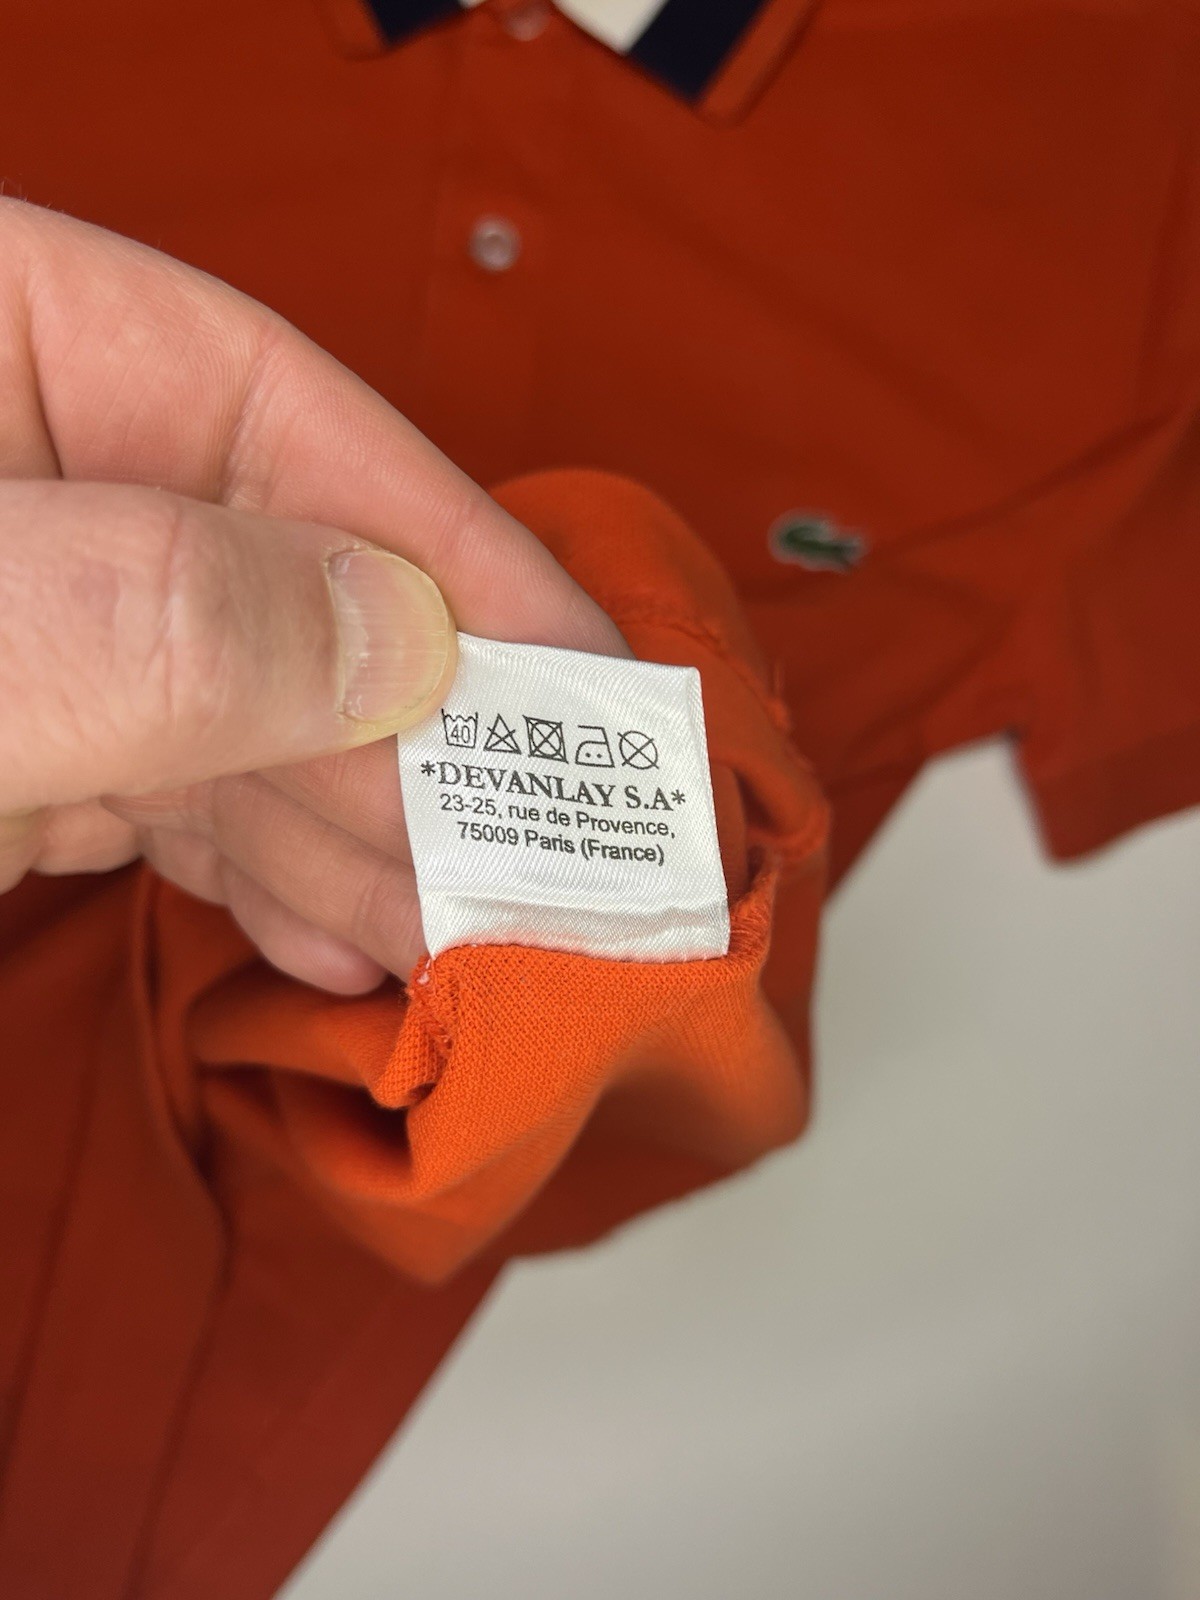 40
*DEVANLAY S.A*
23-25, rue de Provence,
75009 Paris (France)